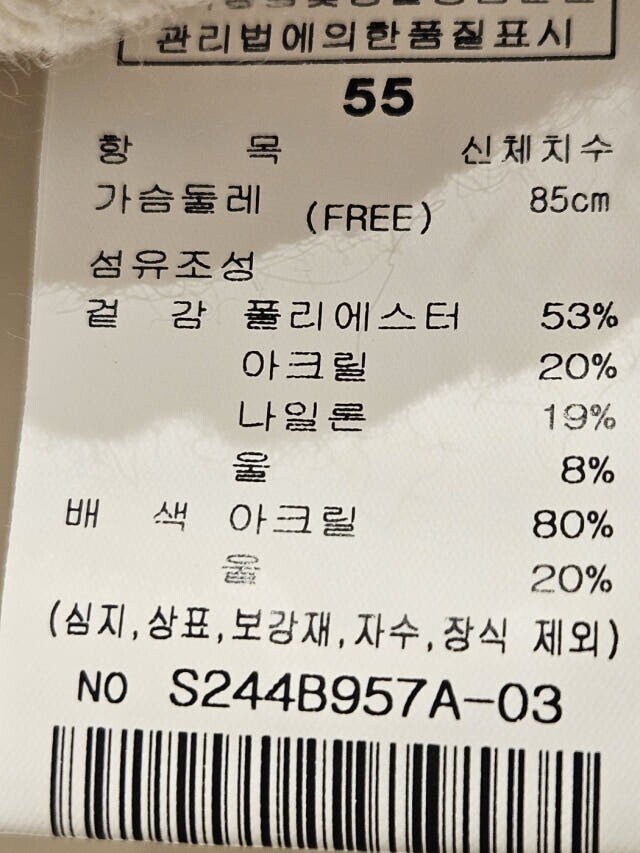 관리법에의한품질표시
55
항 목 신체치수
가슴둘레 (FREE) 85cm
섬유조성
겉 감 폴리에스터 53%
아크릴 20%
나일론 19%
울 8%
배 색 아크릴 80%
울 20%
(심지,상표,보강재,자수,장식 제외)
NO S244B957A-03